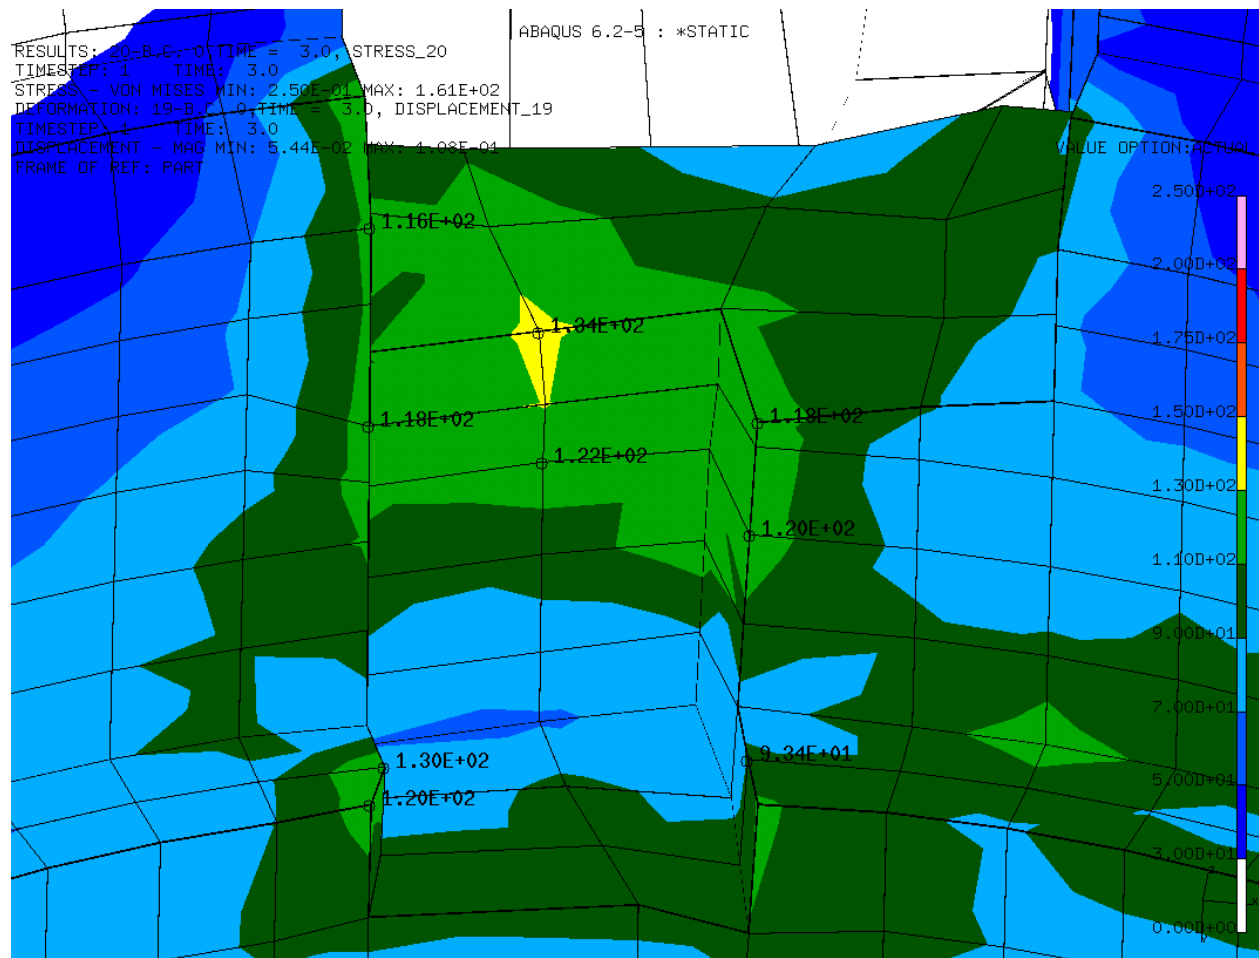 ABAQUS 6.2-5 : *STATIC
RESULTS: 20-B.C. 0,TIME = 3.0, STRESS_20
TIMESTEP: 1 TIME: 3.0
STRESS - VON MISES MIN: 2.50E-01 MAX: 1.61E+02
DEFORMATION: 19-B.C. 0,TIME = 3.0, DISPLACEMENT_19
TIMESTEP: 1 TIME: 3.0
DISPLACEMENT - MAG MIN: 5.44E-02 MAX: 1.08E-01
FRAME OF REF: PART
VALUE OPTION:ACTUAL
2.50D+02
2.00D+02
1.75D+02
1.50D+02
1.30D+02
1.10D+02
9.00D+01
7.00D+01
5.00D+01
3.00D+01
0.00D+00
1.16E+02
1.34E+02
1.18E+02
1.18E+02
1.22E+02
1.20E+02
1.30E+02
9.34E+01
1.20E+02